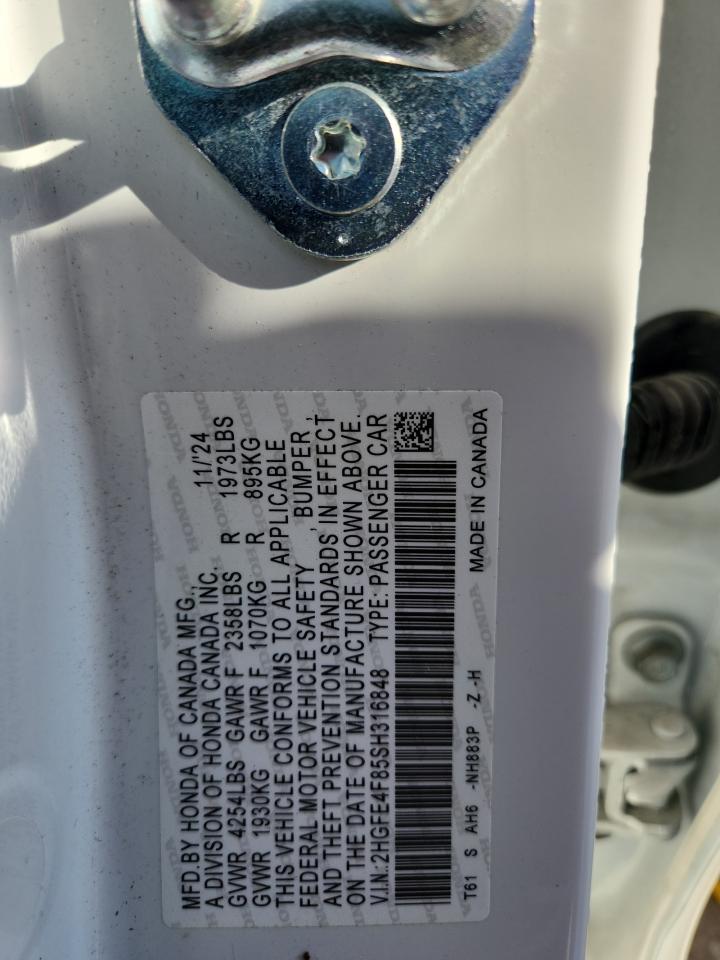 MFD.BY HONDA OF CANADA MFG., 11/'24
A DIVISION OF HONDA CANADA INC.
GVWR 4254LBS GAWR F 2358LBS R 1973LBS
GVWR 1930KG GAWR F 1070KG R 895KG
THIS VEHICLE CONFORMS TO ALL APPLICABLE
FEDERAL MOTOR VEHICLE SAFETY , BUMPER ,
AND THEFT PREVENTION STANDARDS IN EFFECT
ON THE DATE OF MANUFACTURE SHOWN ABOVE.
V.I.N: 2HGFE4F85SH316848 TYPE: PASSENGER CAR
T61 S AH6 -NH883P -Z -H MADE IN CANADA